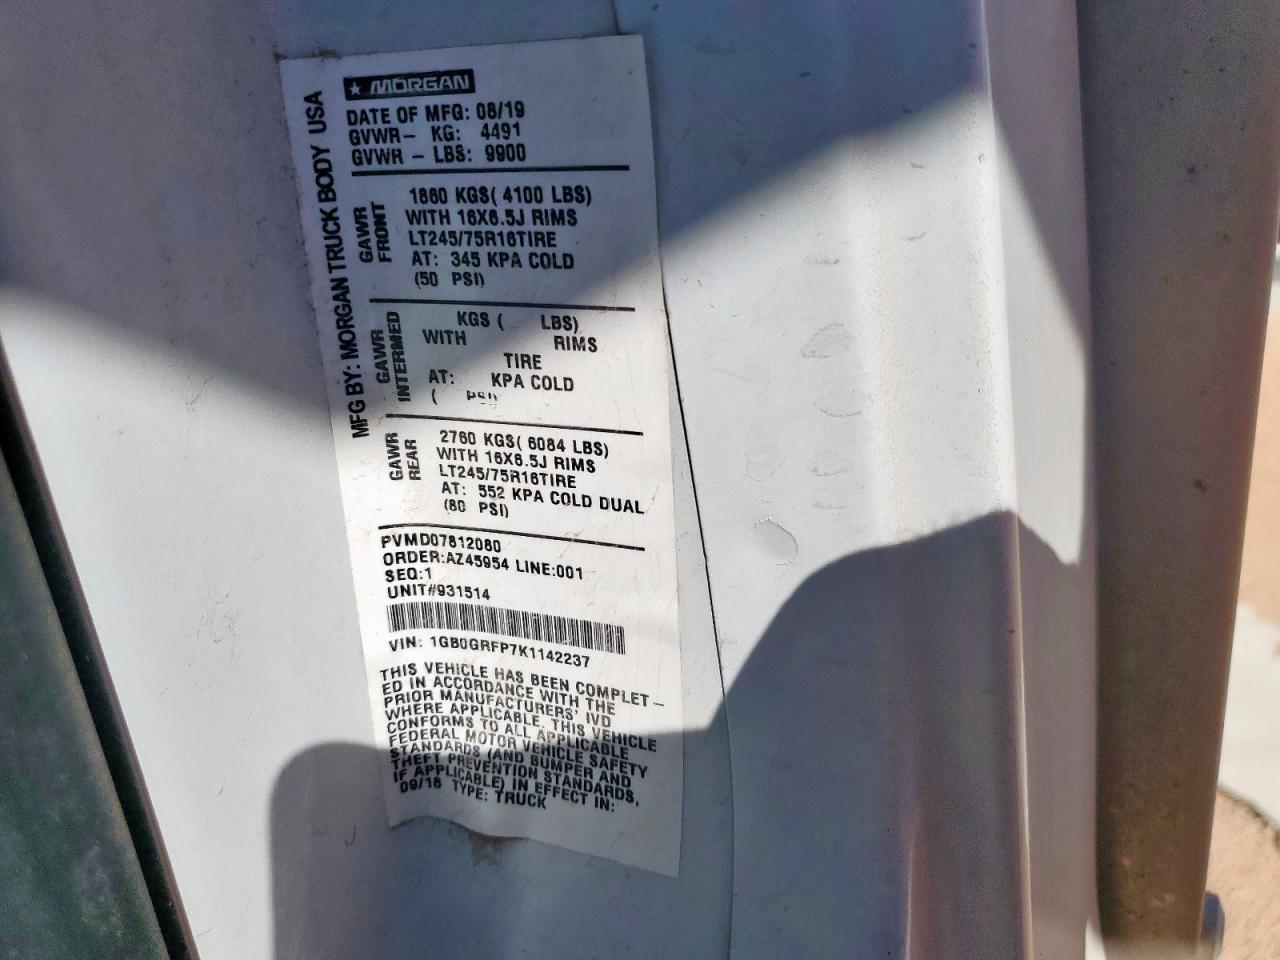 MORGAN
MFG BY: MORGAN TRUCK BODY USA
DATE OF MFG: 08/19
GVWR- KG: 4491
GVWR - LBS: 9900
GAWR
FRONT
1860 KGS( 4100 LBS)
WITH 16X6.5J RIMS
LT245/75R16TIRE
AT: 345 KPA COLD
(50 PSI)
GAWR
INTERMED
KGS ( LBS)
WITH RIMS
TIRE
AT: KPA COLD
( PSI)
GAWR
REAR
2760 KGS( 6084 LBS)
WITH 16X6.5J RIMS
LT245/75R16TIRE
AT: 552 KPA COLD DUAL
(80 PSI)
PVMD07812080
ORDER:AZ45954 LINE:001
SEQ:1
UNIT#931514
VIN: 1GB0GRFP7K1142237
THIS VEHICLE HAS BEEN COMPLET-
ED IN ACCORDANCE WITH THE
PRIOR MANUFACTURERS' IVD
WHERE APPLICABLE. THIS VEHICLE
CONFORMS TO ALL APPLICABLE
FEDERAL MOTOR VEHICLE SAFETY
STANDARDS (AND BUMPER AND
THEFT PREVENTION STANDARDS,
IF APPLICABLE) IN EFFECT IN:
09/18 TYPE: TRUCK